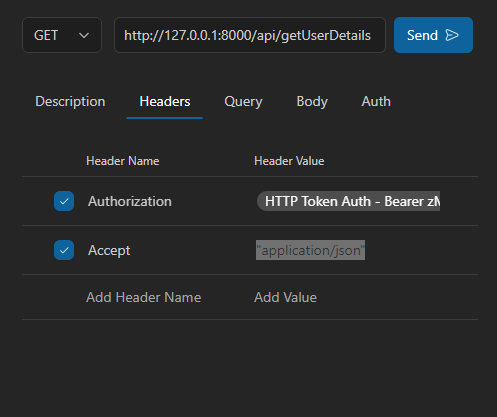 GET http://127.0.0.1:8000/api/getUserDetails Send
Description Headers Query Body Auth
Header Name Header Value
Authorization HTTP Token Auth - Bearer zM
Accept "application/json"
Add Header Name Add Value